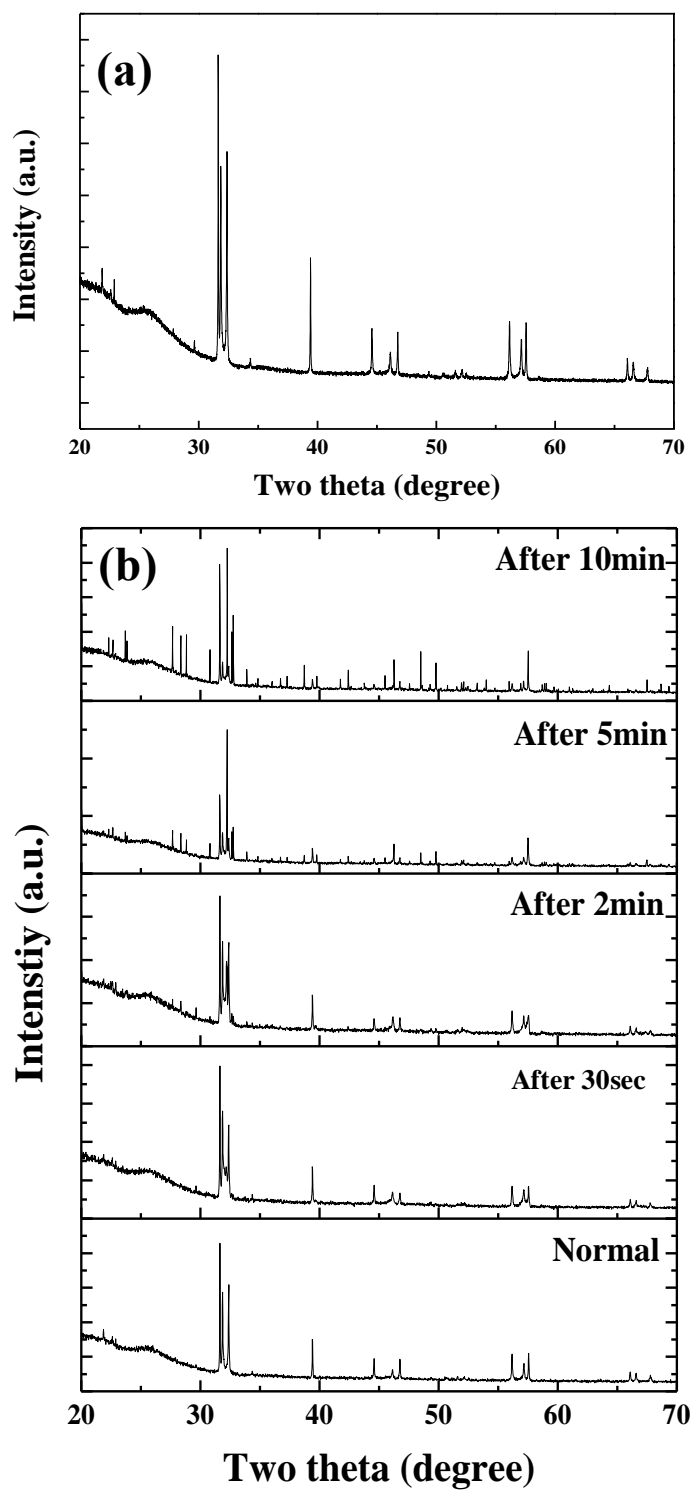 (a)
Intensity (a.u.)
20 30 40 50 60 70
Two theta (degree)
(b)
After 10min
After 5min
After 2min
After 30sec
Normal
Intenstiy (a.u.)
20 30 40 50 60 70
Two theta (degree)